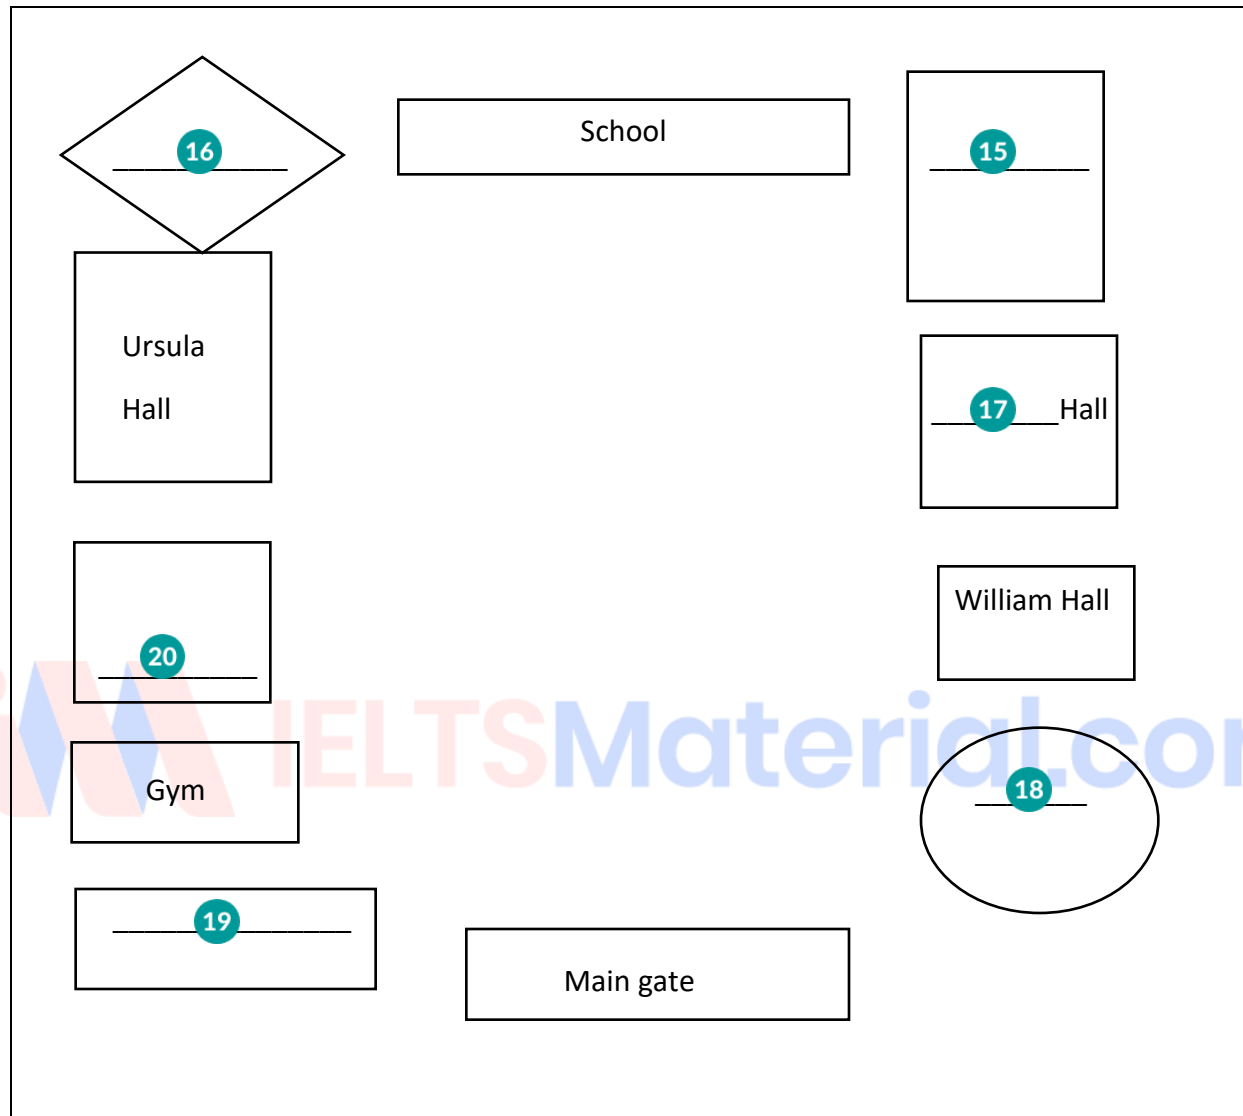 16
School
15
Ursula
Hall
17 Hall
20
William Hall
IELTSMaterial.com
Gym
18
19
Main gate